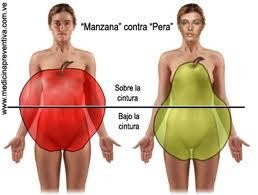 "Manzana" contra "Pera"
www.medicinapreventiva.com.ve
Sobre la
cintura
Bajo la
cintura